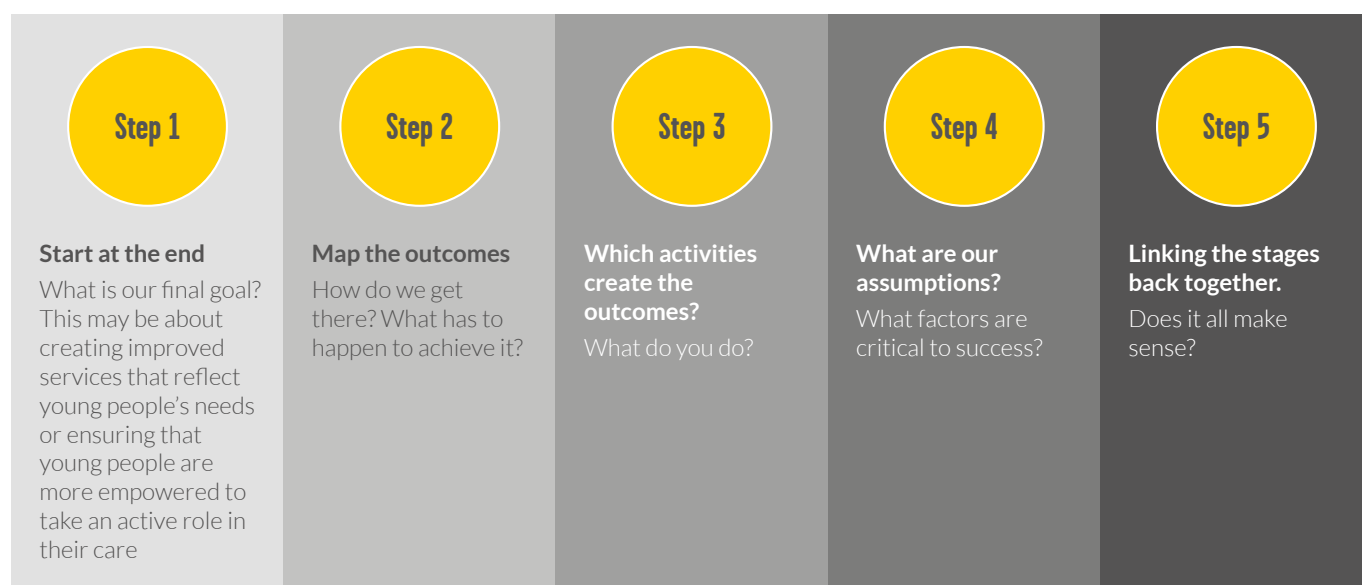 Step 1
Start at the end
What is our final goal?
This may be about
creating improved
services that reflect
young people’s needs
or ensuring that
young people are
more empowered to
take an active role in
their care
Step 2
Map the outcomes
How do we get
there? What has to
happen to achieve it?
Step 3
Which activities
create the
outcomes?
What do you do?
Step 4
What are our
assumptions?
What factors are
critical to success?
Step 5
Linking the stages
back together.
Does it all make
sense?